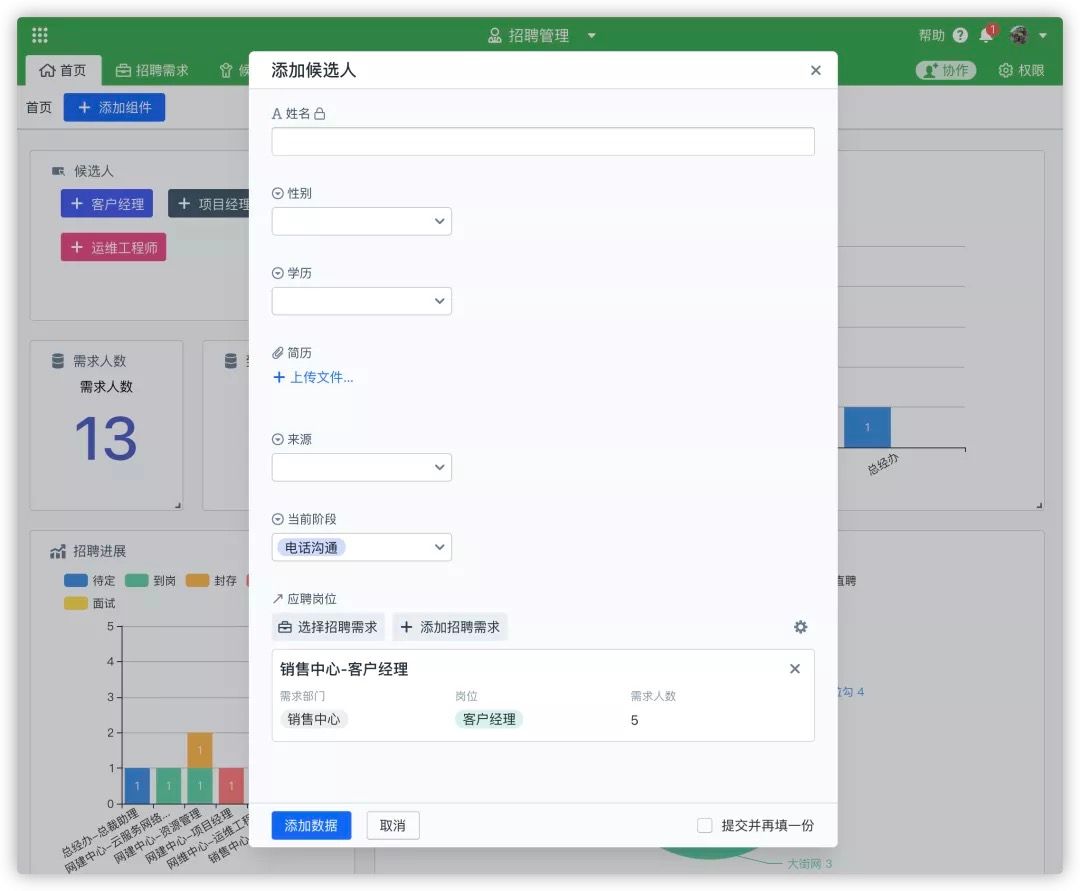 招聘管理
帮助
1
首页
招聘需求
协作
权限
首页
添加组件
候选人
客户经理
项目经理
运维工程师
需求人数
需求人数
13
招聘进展
待定
到岗
封存
面试
5
4
3
2
1
0
1
1
1
1
1
总经办-总裁助理
网建中心-云服务网络...
网建中心-资源管理
网建中心-项目经理
网维中心-运维工程
销售中心
添加候选人
姓名
性别
学历
简历
上传文件...
来源
当前阶段
电话沟通
应聘岗位
选择招聘需求
添加招聘需求
销售中心-客户经理
需求部门
岗位
需求人数
销售中心
客户经理
5
添加数据
取消
提交并再填一份
1
总经办
直聘
勾 4
大街网 3